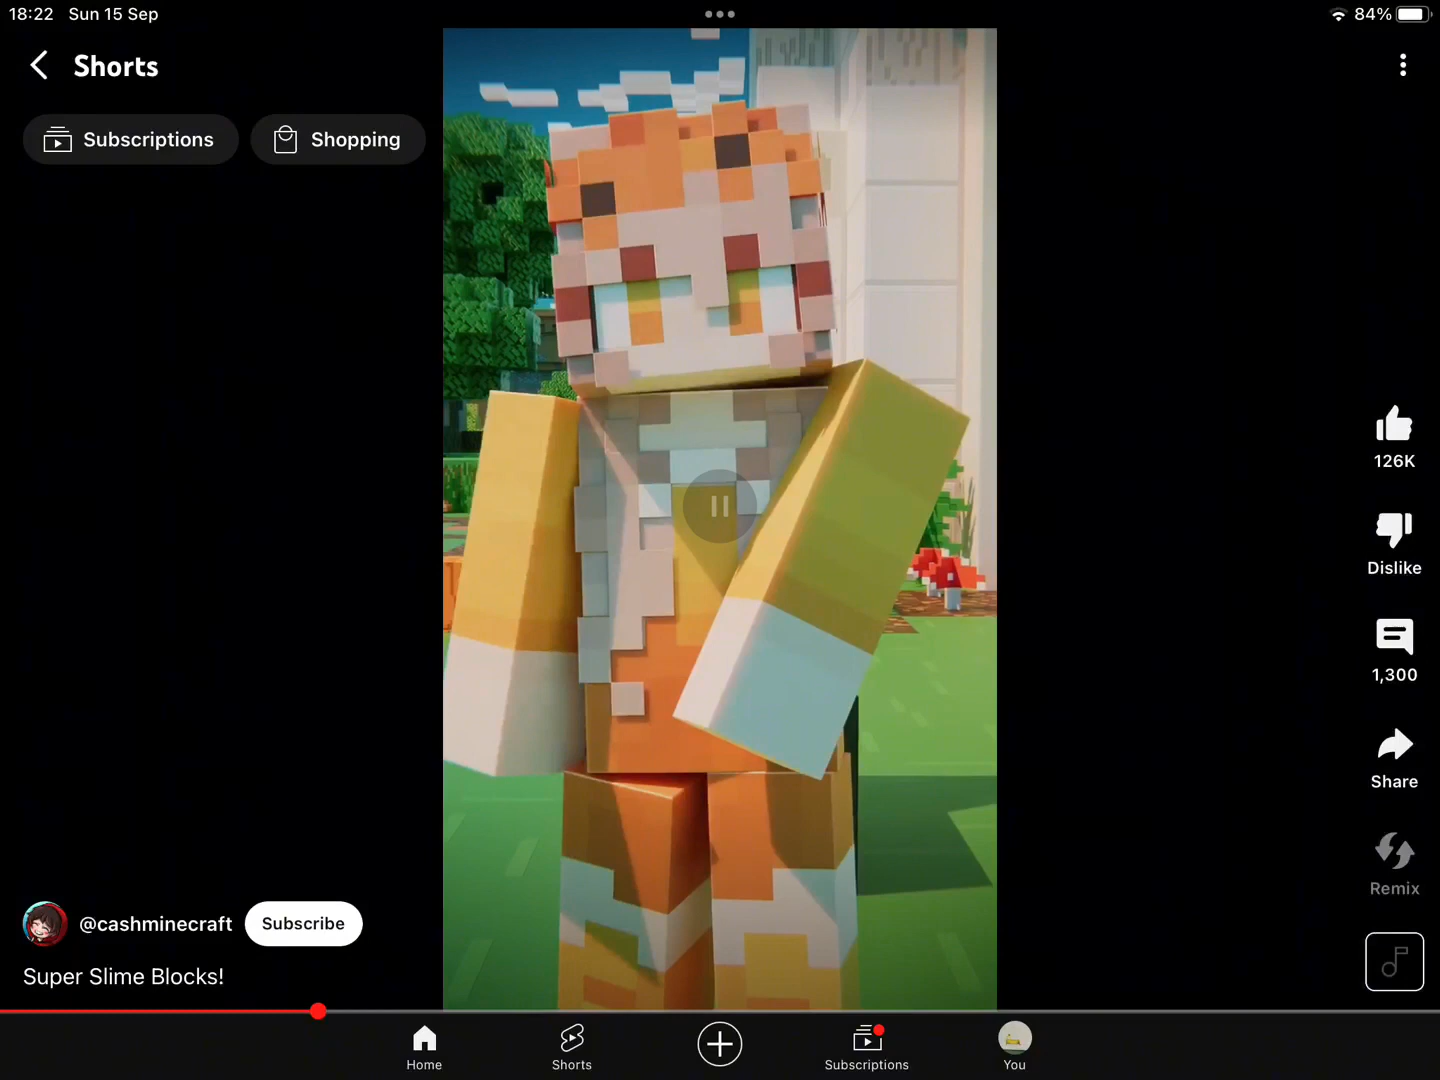 18:22 Sun 15 Sep
84%
Shorts
Subscriptions
Shopping
126K
Dislike
1,300
Share
Remix
@cashminecraft
Subscribe
Super Slime Blocks!
Home
Shorts
Subscriptions
You